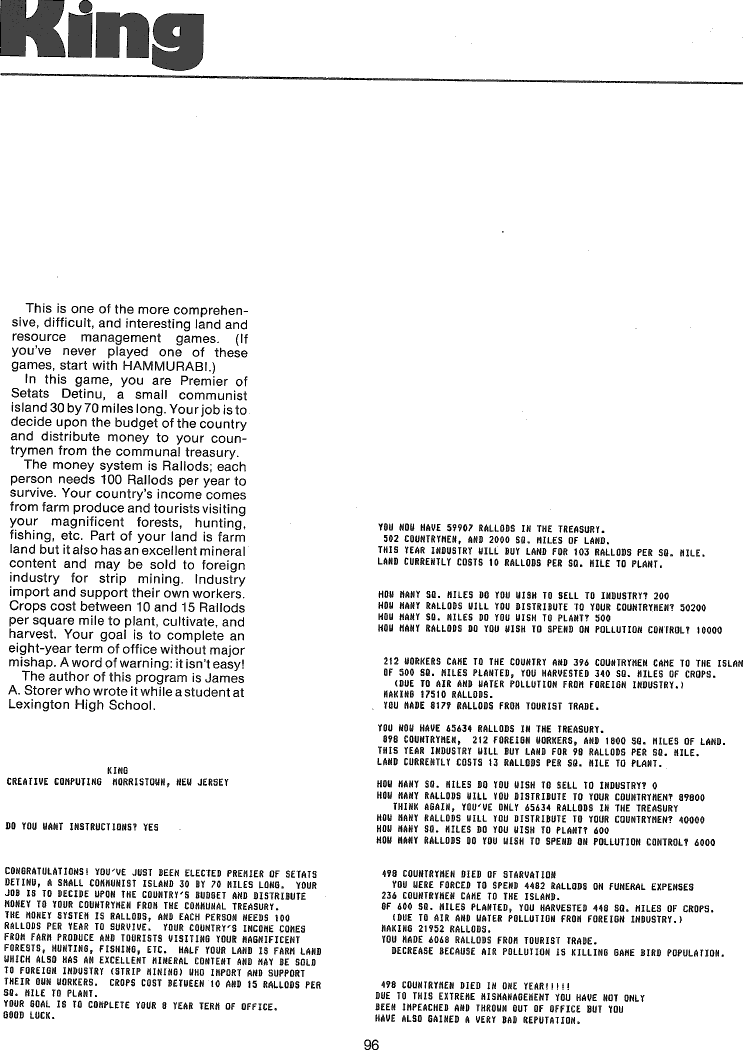 King
This is one of the more comprehen-
sive, difficult, and interesting land and
resource management games. (If
you've never played one of these
games, start with HAMMURABI.)
In this game, you are Premier of
Setats Detinu, a small communist
island 30 by 70 miles long. Your job is to
decide upon the budget of the country
and distribute money to your coun-
trymen from the communal treasury.
The money system is Rallods; each
person needs 100 Rallods per year to
survive. Your country's income comes
from farm produce and tourists visiting
your magnificent forests, hunting,
fishing, etc. Part of your land is farm
land but it also has an excellent mineral
content and may be sold to foreign
industry for strip mining. Industry
import and support their own workers.
Crops cost between 10 and 15 Rallods
per square mile to plant, cultivate, and
harvest. Your goal is to complete an
eight-year term of office without major
mishap. A word of warning: it isn't easy!
The author of this program is James
A. Storer who wrote it while a student at
Lexington High School.
KING
CREATIVE COMPUTING MORRISTOWN, NEW JERSEY
DO YOU WANT INSTRUCTIONS? YES
CONGRATULATIONS! YOU'VE JUST BEEN ELECTED PREMIER OF SETATS
DETINU, A SMALL COMMUNIST ISLAND 30 BY 70 MILES LONG. YOUR
JOB IS TO DECIDE UPON THE COUNTRY'S BUDGET AND DISTRIBUTE
MONEY TO YOUR COUNTRYMEN FROM THE COMMUNAL TREASURY.
THE MONEY SYSTEM IS RALLODS, AND EACH PERSON NEEDS 100
RALLODS PER YEAR TO SURVIVE. YOUR COUNTRY'S INCOME COMES
FROM FARM PRODUCE AND TOURISTS VISITING YOUR MAGNIFICENT
FORESTS, HUNTING, FISHING, ETC. HALF YOUR LAND IS FARM LAND
WHICH ALSO HAS AN EXCELLENT MINERAL CONTENT AND MAY BE SOLD
TO FOREIGN INDUSTRY (STRIP MINING) WHO IMPORT AND SUPPORT
THEIR OWN WORKERS. CROPS COST BETWEEN 10 AND 15 RALLODS PER
SQ. MILE TO PLANT.
YOUR GOAL IS TO COMPLETE YOUR 8 YEAR TERM OF OFFICE.
GOOD LUCK.
YOU NOW HAVE 59907 RALLODS IN THE TREASURY.
502 COUNTRYMEN, AND 2000 SQ. MILES OF LAND.
THIS YEAR INDUSTRY WILL BUY LAND FOR 103 RALLODS PER SQ. MILE.
LAND CURRENTLY COSTS 10 RALLODS PER SQ. MILE TO PLANT.
HOW MANY SQ. MILES DO YOU WISH TO SELL TO INDUSTRY? 200
HOW MANY RALLODS WILL YOU DISTRIBUTE TO YOUR COUNTRYMEN? 50200
HOW MANY SQ. MILES DO YOU WISH TO PLANT? 500
HOW MANY RALLODS DO YOU WISH TO SPEND ON POLLUTION CONTROL? 10000
212 WORKERS CAME TO THE COUNTRY AND 396 COUNTRYMEN CAME TO THE ISLAN
OF 500 SQ. MILES PLANTED, YOU HARVESTED 340 SQ. MILES OF CROPS.
(DUE TO AIR AND WATER POLLUTION FROM FOREIGN INDUSTRY.)
MAKING 17510 RALLODS.
YOU MADE 8179 RALLODS FROM TOURIST TRADE.
YOU NOW HAVE 65634 RALLODS IN THE TREASURY.
898 COUNTRYMEN, 212 FOREIGN WORKERS, AND 1800 SQ. MILES OF LAND.
THIS YEAR INDUSTRY WILL BUY LAND FOR 98 RALLODS PER SQ. MILE.
LAND CURRENTLY COSTS 13 RALLODS PER SQ. MILE TO PLANT.
HOW MANY SQ. MILES DO YOU WISH TO SELL TO INDUSTRY? 0
HOW MANY RALLODS WILL YOU DISTRIBUTE TO YOUR COUNTRYMEN? 89800
THINK AGAIN, YOU'VE ONLY 65634 RALLODS IN THE TREASURY
HOW MANY RALLODS WILL YOU DISTRIBUTE TO YOUR COUNTRYMEN? 40000
HOW MANY SQ. MILES DO YOU WISH TO PLANT? 600
HOW MANY RALLODS DO YOU WISH TO SPEND ON POLLUTION CONTROL? 6000
498 COUNTRYMEN DIED OF STARVATION
YOU WERE FORCED TO SPEND 4482 RALLODS ON FUNERAL EXPENSES
236 COUNTRYMEN CAME TO THE ISLAND.
OF 600 SQ. MILES PLANTED, YOU HARVESTED 448 SQ. MILES OF CROPS.
(DUE TO AIR AND WATER POLLUTION FROM FOREIGN INDUSTRY.)
MAKING 21952 RALLODS.
YOU MADE 6068 RALLODS FROM TOURIST TRADE.
DECREASE BECAUSE AIR POLLUTION IS KILLING GAME BIRD POPULATION.
498 COUNTRYMEN DIED IN ONE YEAR!!!!!
DUE TO THIS EXTREME MISMANAGEMENT YOU HAVE NOT ONLY
BEEN IMPEACHED AND THROWN OUT OF OFFICE BUT YOU
HAVE ALSO GAINED A VERY BAD REPUTATION.
96